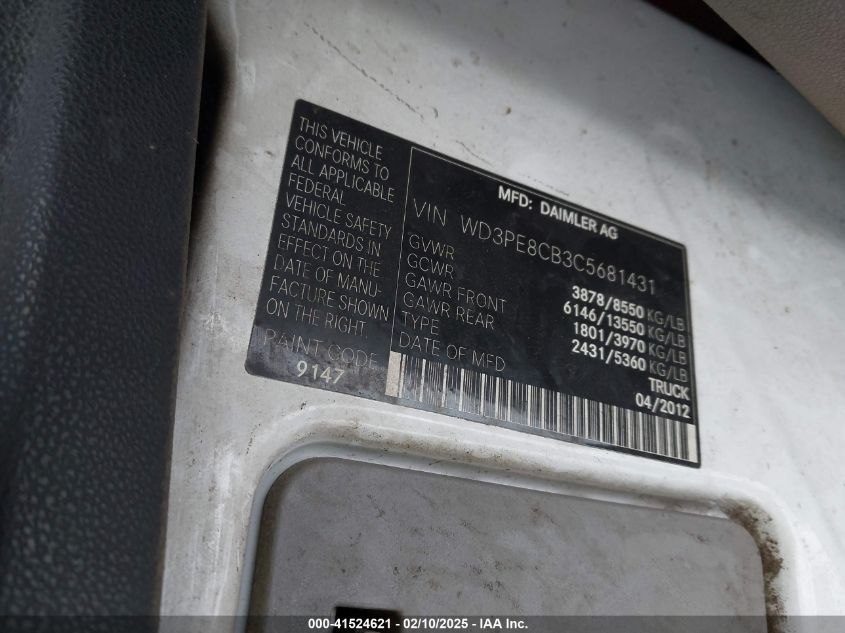 THIS VEHICLE
CONFORMS TO
ALL APPLICABLE
FEDERAL
VEHICLE SAFETY
STANDARDS IN
EFFECT ON THE
DATE OF MANU-
FACTURE SHOWN
ON THE RIGHT
PAINT CODE
9147
MFD: DAIMLER AG
VIN WD3PE8CB3C5681431
GVWR 3878/8550 KG/LB
GCWR 6146/13550 KG/LB
GAWR FRONT 1801/3970 KG/LB
GAWR REAR 2431/5360 KG/LB
TYPE TRUCK
DATE OF MFD 04/2012
000-41524621 - 02/10/2025 - IAA Inc.